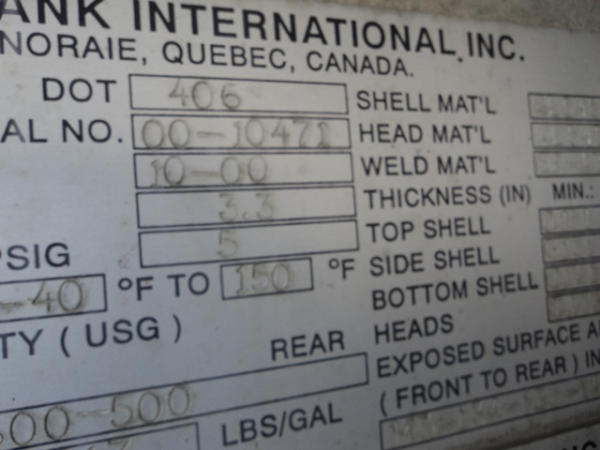 ANK INTERNATIONAL, INC.
NORAIE, QUEBEC, CANADA.
DOT 406 SHELL MAT'L
AL NO. 00-10471 HEAD MAT'L
10-00 WELD MAT'L
3.3 THICKNESS (IN) MIN.:
PSIG 5 TOP SHELL
-40 °F TO 150 °F SIDE SHELL
BOTTOM SHELL
TY ( USG ) REAR HEADS
EXPOSED SURFACE A
00-500 ( FRONT TO REAR ) IN
LBS/GAL